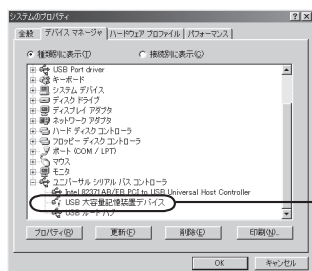 システムのプロパティ
全般 デバイス マネージャ ハードウェア プロファイル パフォーマンス
種類別に表示(T) 接続別に表示(C)
USB Port driver
キーボード
システム デバイス
ディスク ドライブ
ディスプレイ アダプタ
ネットワーク アダプタ
ハード ディスク コントローラ
フロッピー ディスク コントローラ
ポート (COM / LPT)
マウス
モニタ
ユニバーサル シリアル バス コントローラ
Intel 82371AB/EB PCI to USB Universal Host Controller
USB 大容量記憶装置デバイス
USB ルート ハブ
プロパティ(R) 更新(F) 削除(E) 印刷(N)...
OK キャンセル